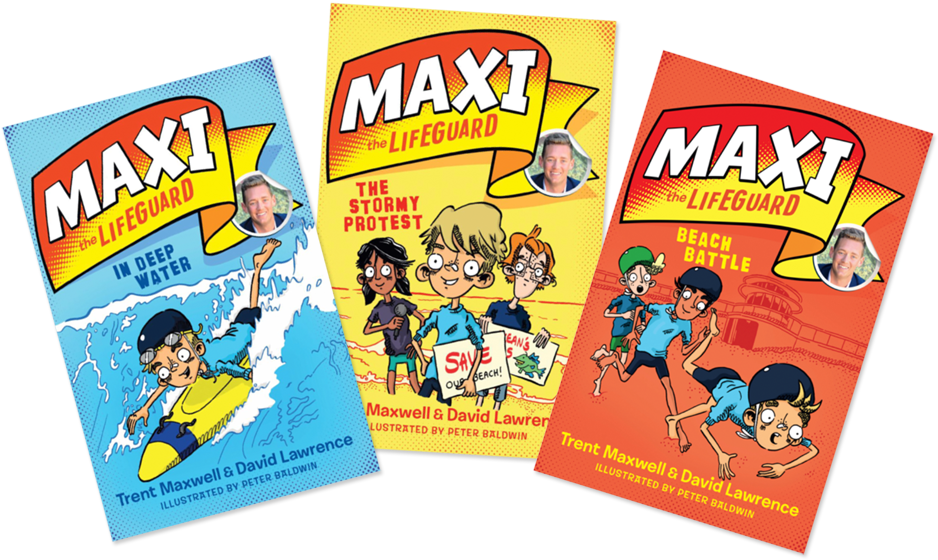 MAXI
the LIFEGUARD
IN DEEP
WATER
Trent Maxwell & David Lawrence
ILLUSTRATED BY PETER BALDWIN
MAXI
the LIFEGUARD
THE
STORMY
PROTEST
SAVE
OUR BEACH!
Maxwell & David
BY PETER BALDWIN
MAXI
the LIFEGUARD
BEACH
BATTLE
Trent Maxwell & David Lawrence
ILLUSTRATED BY PETER BALDWIN